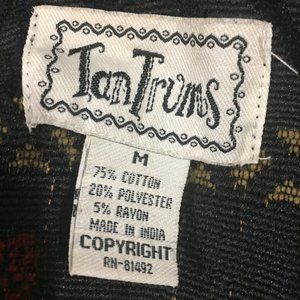 TanTrums
M
75% COTTON
20% POLYESTER
5% RAYON
MADE IN INDIA
COPYRIGHT
RN-81492